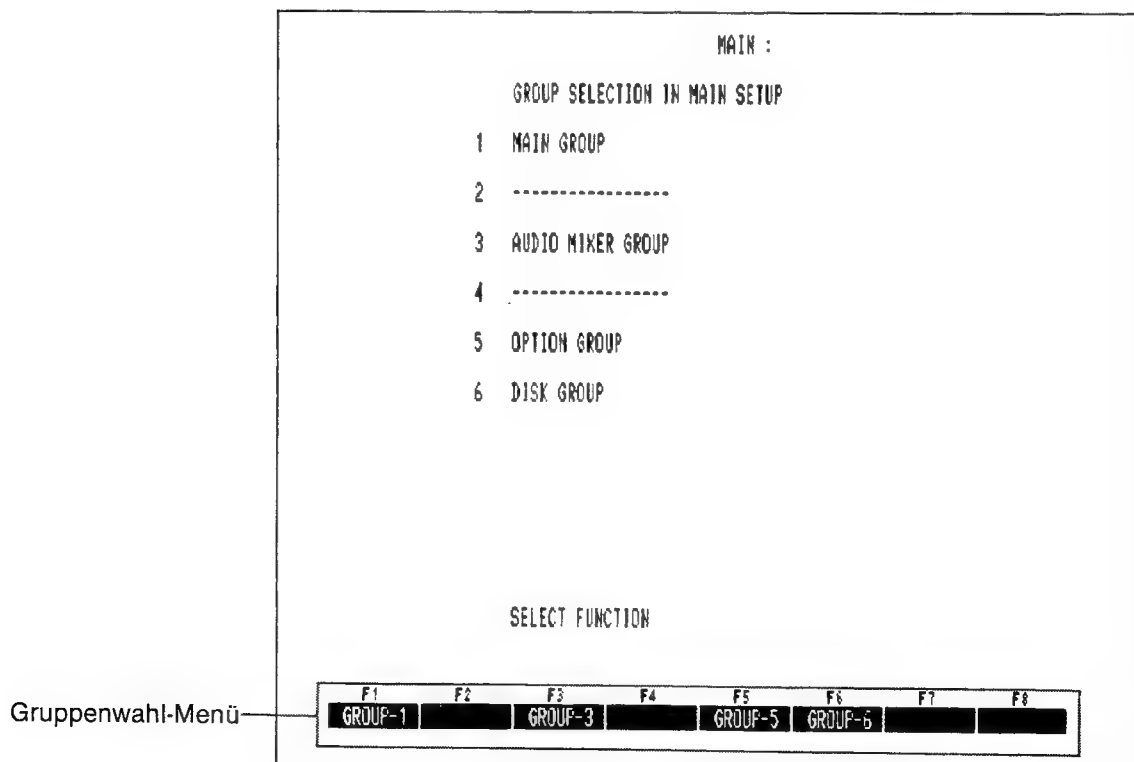 MAIN :
GROUP SELECTION IN MAIN SETUP
1 MAIN GROUP
2 -----------------
3 AUDIO MIXER GROUP
4 -----------------
5 OPTION GROUP
6 DISK GROUP
SELECT FUNCTION
F1 F2 F3 F4 F5 F6 F7 F8
Gruppenwahl-Menü GROUP-1 GROUP-3 GROUP-5 GROUP-6